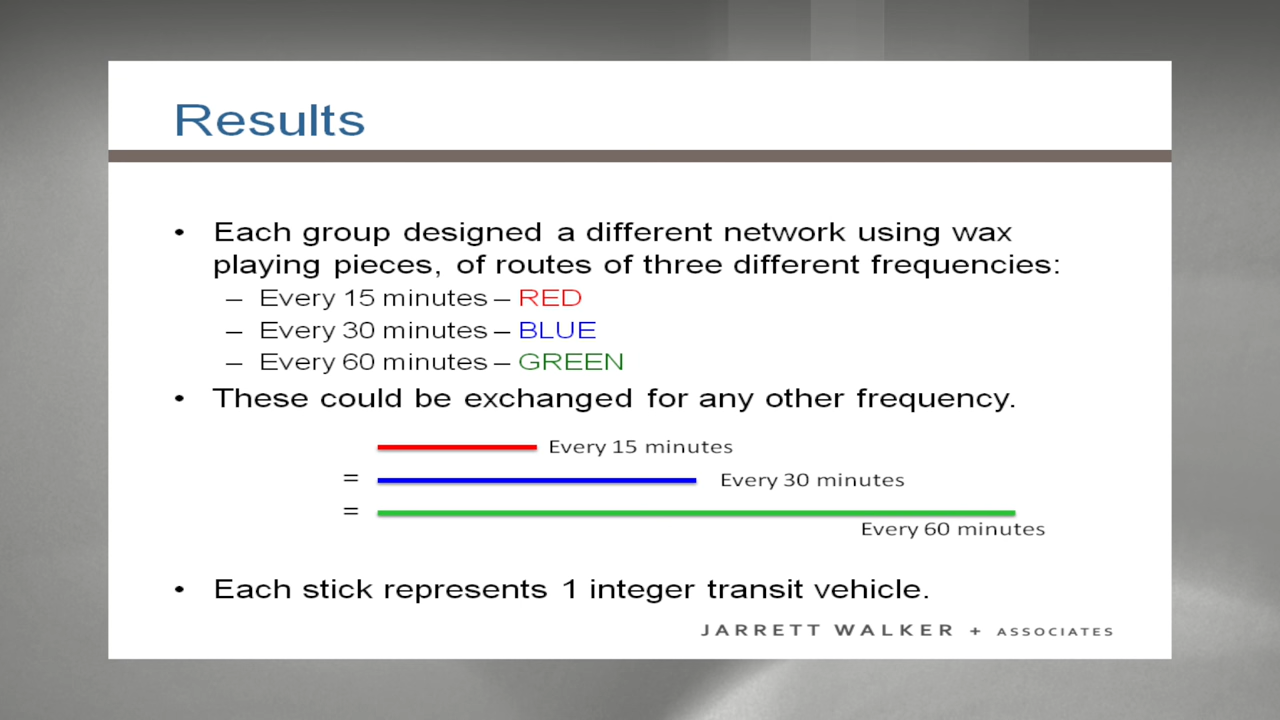 Results
• Each group designed a different network using wax
playing pieces, of routes of three different frequencies:
– Every 15 minutes – RED
– Every 30 minutes – BLUE
– Every 60 minutes – GREEN
• These could be exchanged for any other frequency.
Every 15 minutes
= Every 30 minutes
=
Every 60 minutes
• Each stick represents 1 integer transit vehicle.
JARRETT WALKER + ASSOCIATES